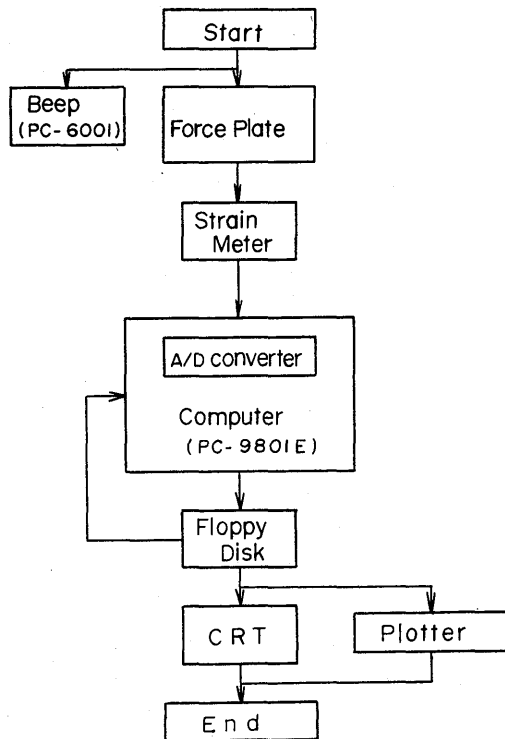 Start
Beep
(PC-6001)
Force Plate
Strain
Meter
A/D converter
Computer
(PC-9801E)
Floppy
Disk
CRT
Plotter
End